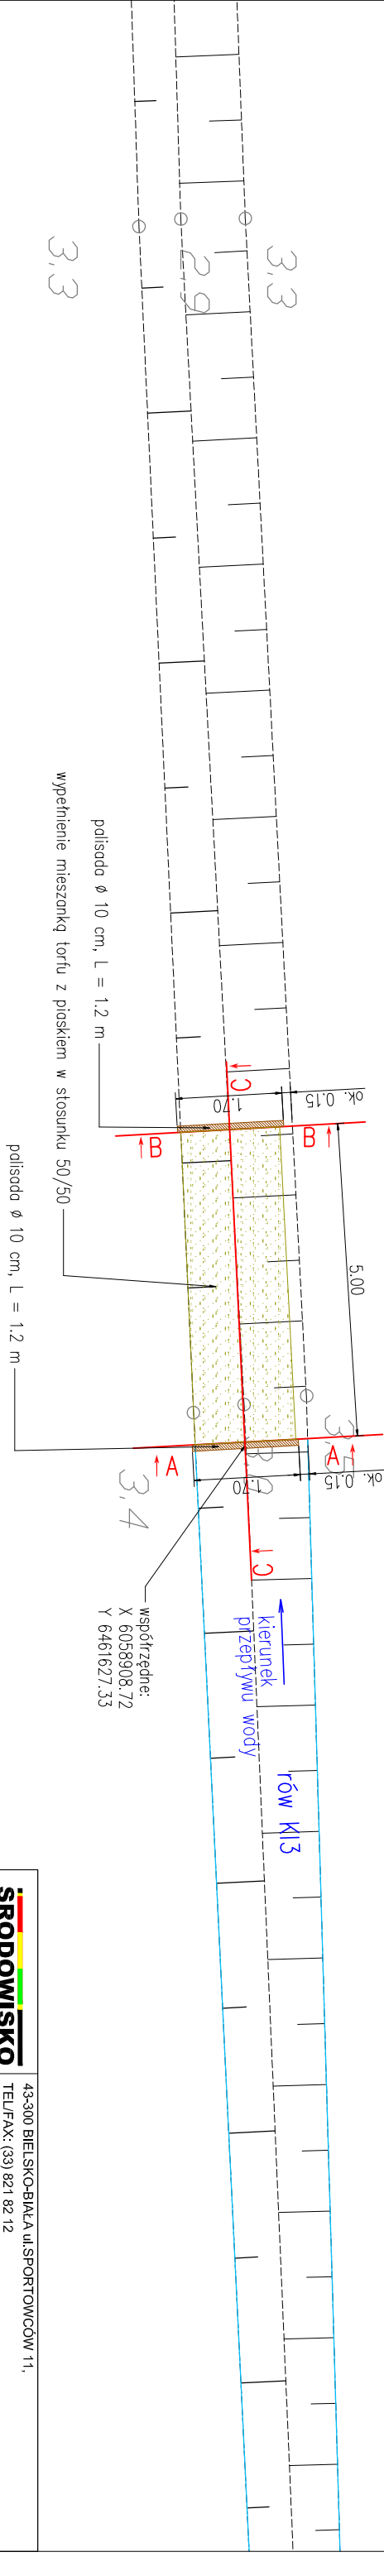 3,3
2,9
3,3
palisada ø 10 cm, L = 1.2 m
wypełnienie mieszanką torfu z piaskiem w stosunku 50/50
palisada ø 10 cm, L = 1.2 m
ok. 0.15
1.70
C
B
B
5.00
A
A
ok. 0.15
1.70
3,4
C
współrzędne:
X 6058908.72
Y 6461627.33
kierunek
przepływu wody
rów Kl3
ŚRODOWISKO
43-300 BIELSKO-BIAŁA ul.SPORTOWCÓW 11,
TEL/FAX: (33) 821 82 12